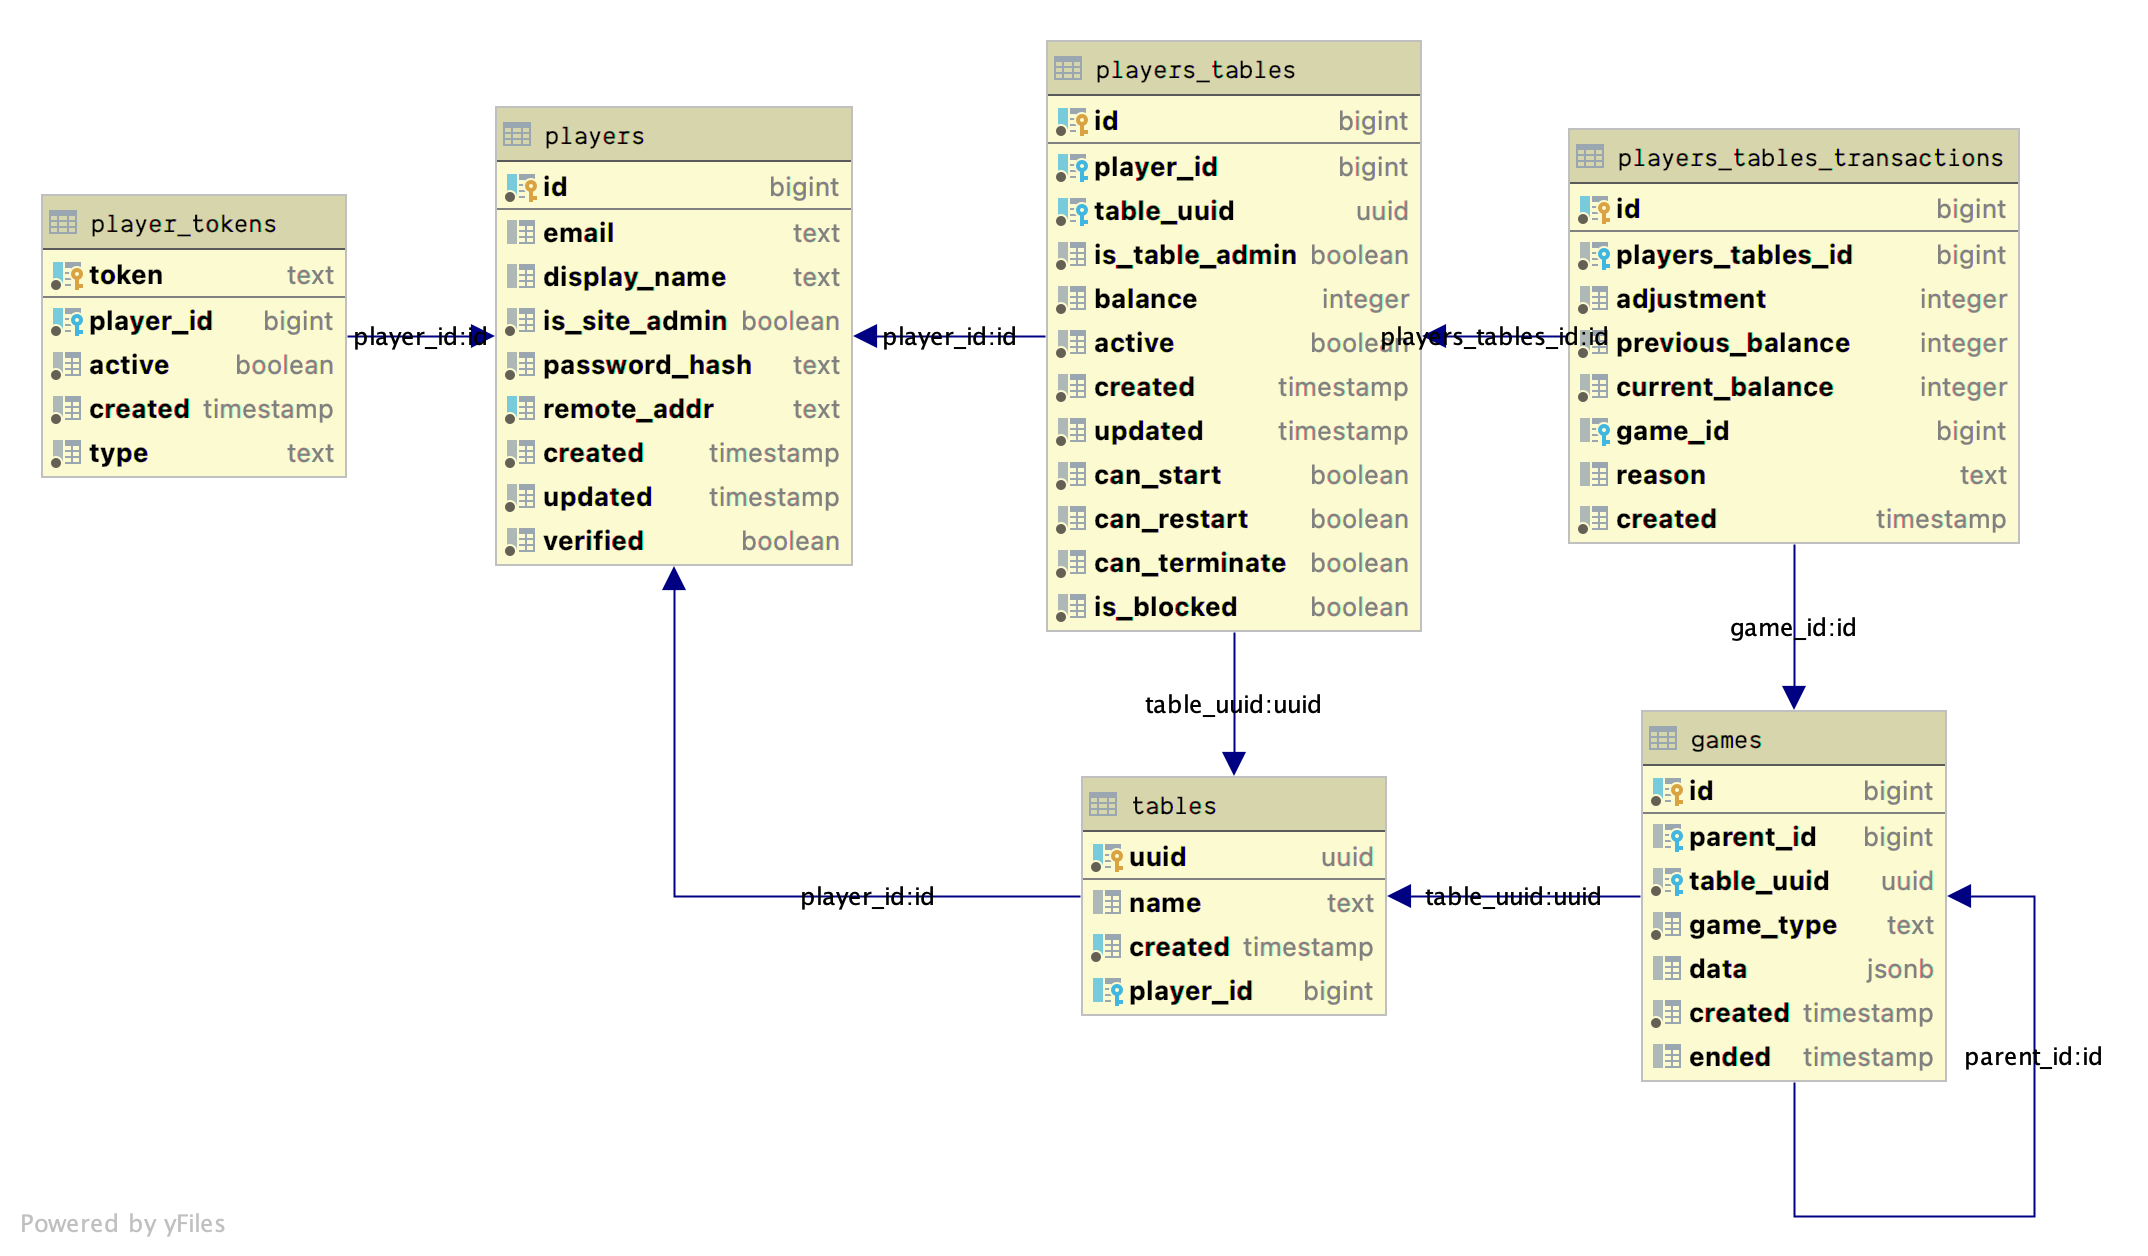 player_tokens
token text
player_id bigint
active boolean
created timestamp
type text
player_id:id
players
id bigint
email text
display_name text
is_site_admin boolean
password_hash text
remote_addr text
created timestamp
updated timestamp
verified boolean
player_id:id
players_tables
id bigint
player_id bigint
table_uuid uuid
is_table_admin boolean
balance integer
active boolean
created timestamp
updated timestamp
can_start boolean
can_restart boolean
can_terminate boolean
is_blocked boolean
players_tables_id:id
players_tables_transactions
id bigint
players_tables_id bigint
adjustment integer
previous_balance integer
current_balance integer
game_id bigint
reason text
created timestamp
game_id:id
table_uuid:uuid
player_id:id
tables
uuid uuid
name text
created timestamp
player_id bigint
table_uuid:uuid
games
id bigint
parent_id bigint
table_uuid uuid
game_type text
data jsonb
created timestamp
ended timestamp
parent_id:id
Powered by yFiles